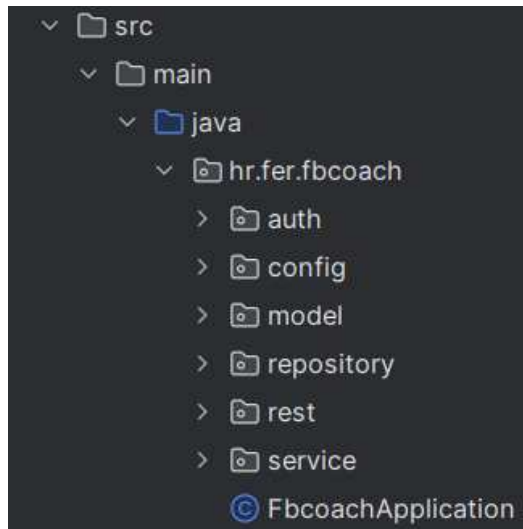 src
main
java
hr.fer.fbcoach
auth
config
model
repository
rest
service
FbcoachApplication